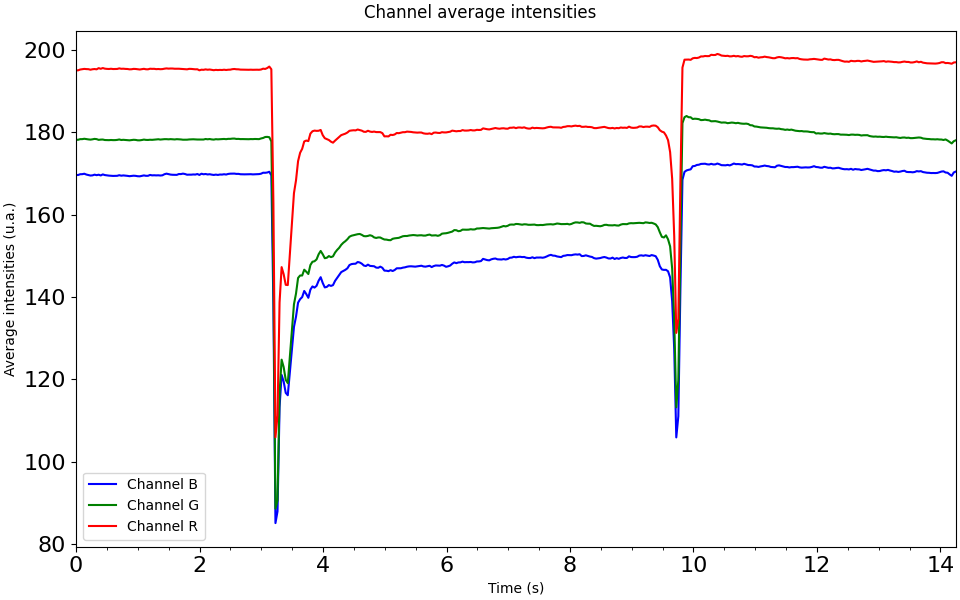 Channel average intensities
Average intensities (u.a.)
200
180
160
140
120
100
80
Channel B
Channel G
Channel R
0 2 4 6 8 10 12 14
Time (s)